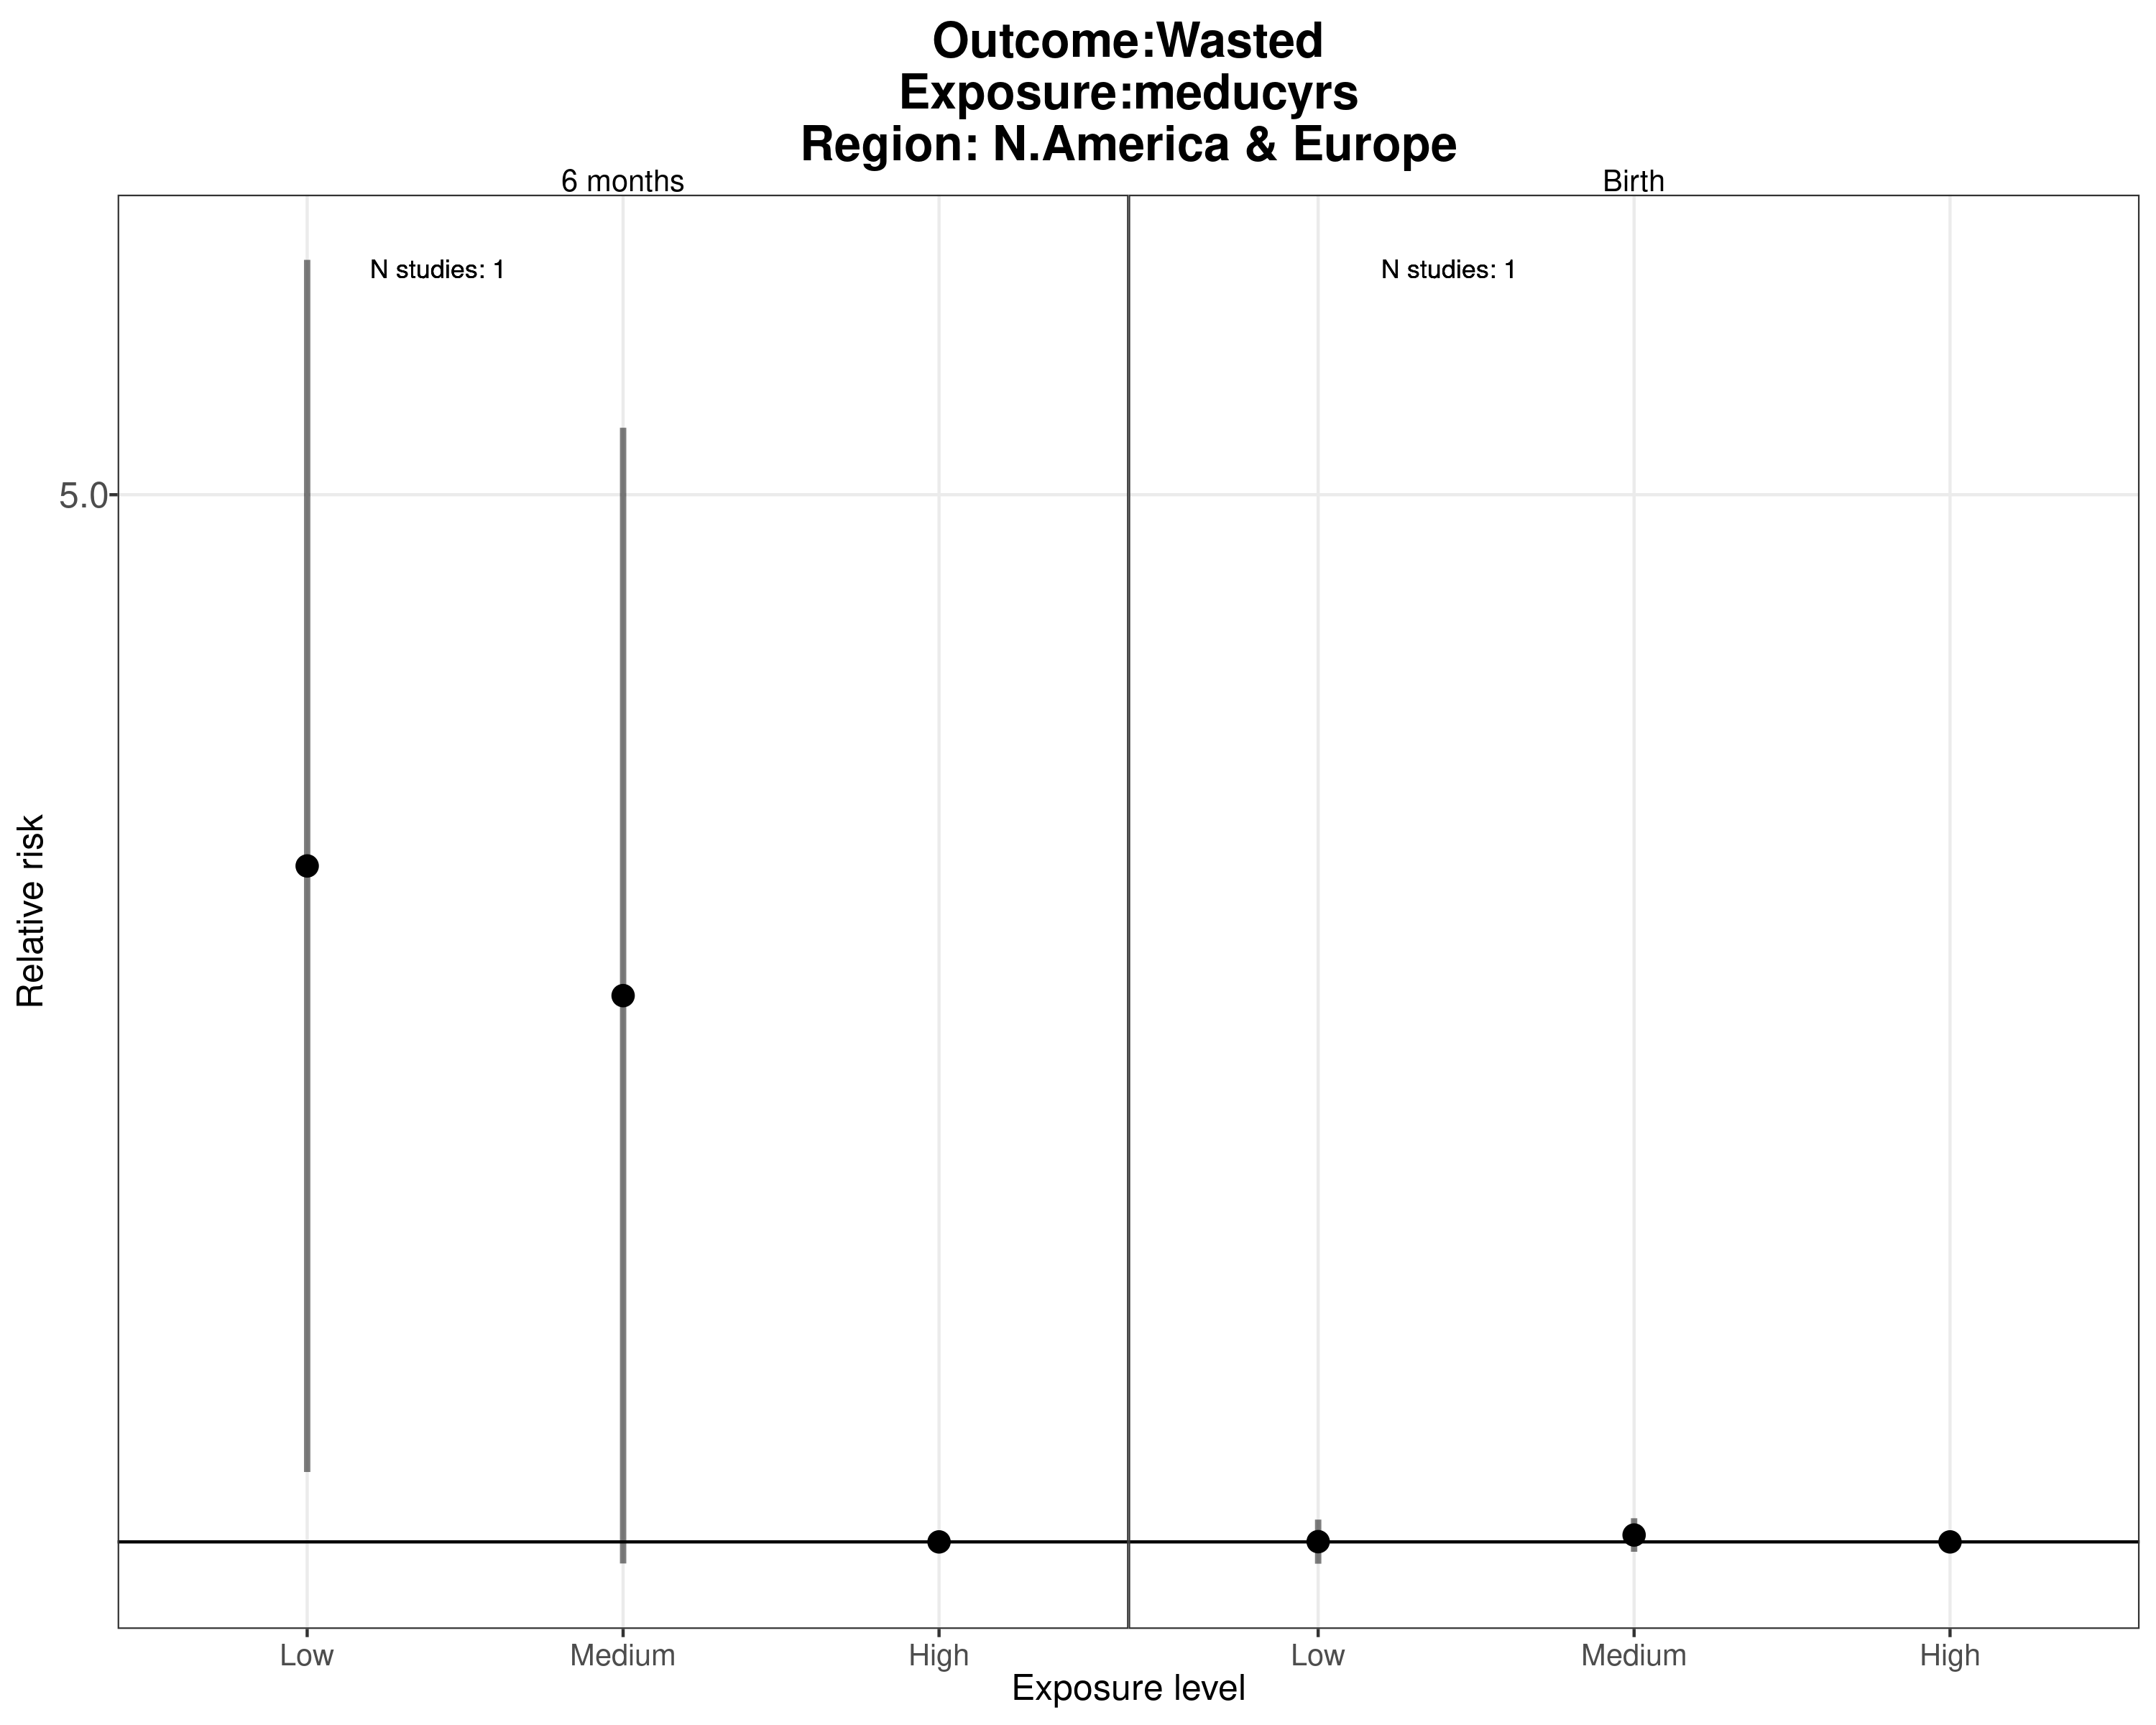 Outcome:Wasted
Exposure:meducyrs
Region: N.America & Europe
6 months
Birth
N studies: 1
N studies: 1
5.0
Relative risk
Low
Medium
High
Low
Medium
High
Exposure level